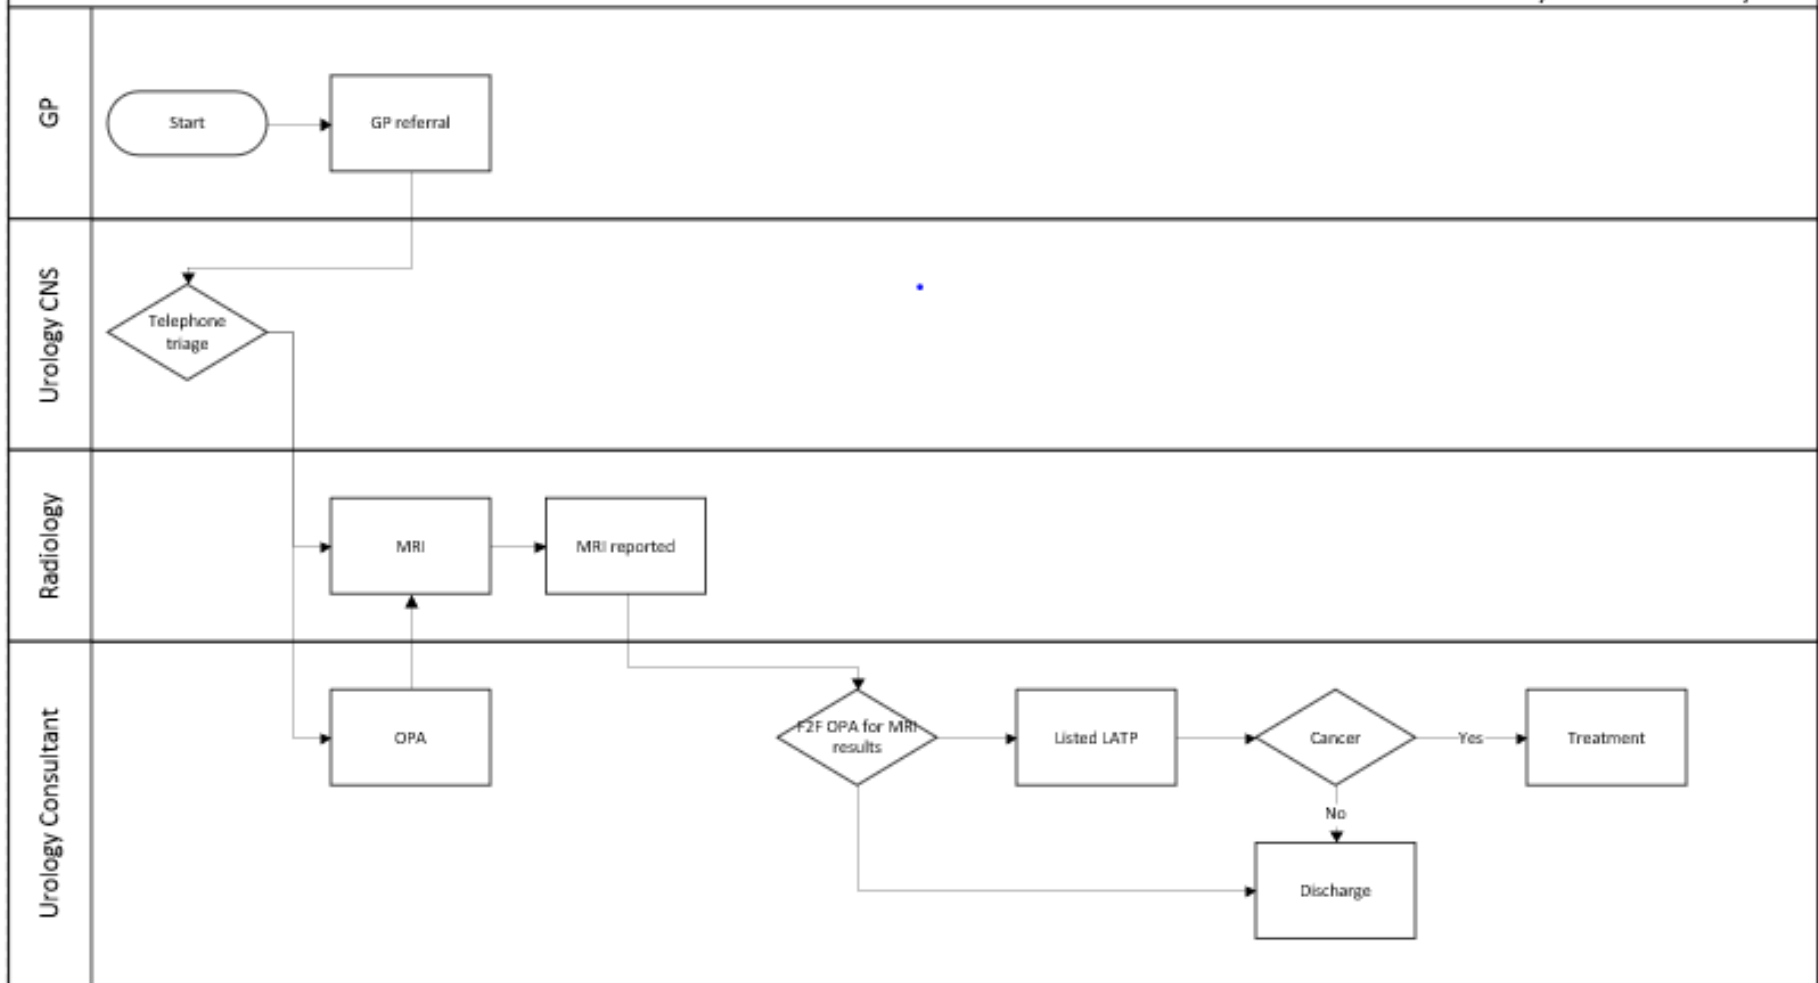 GP
Start
GP referral
Urology CNS
Telephone
triage
Radiology
MRI
MRI reported
Urology Consultant
OPA
F2F OPA for MRI
results
Listed LATP
Cancer
Yes
Treatment
No
Discharge